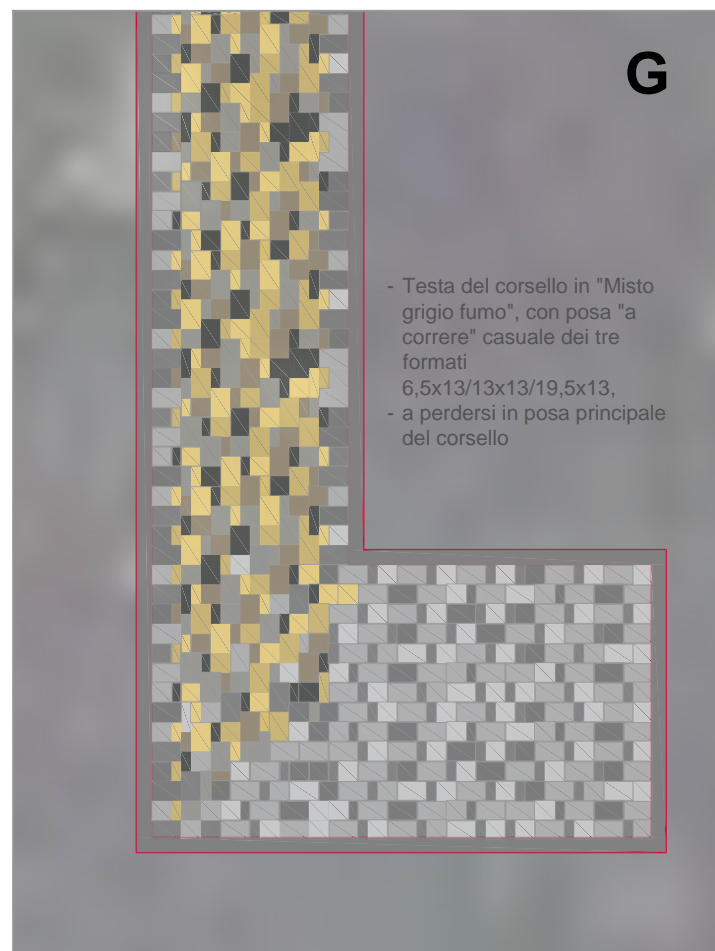 G
- Testa del corsello in "Misto
grigio fumo", con posa "a
correre" casuale dei tre
formati
6,5x13/13x13/19,5x13,
- a perdersi in posa principale
del corsello